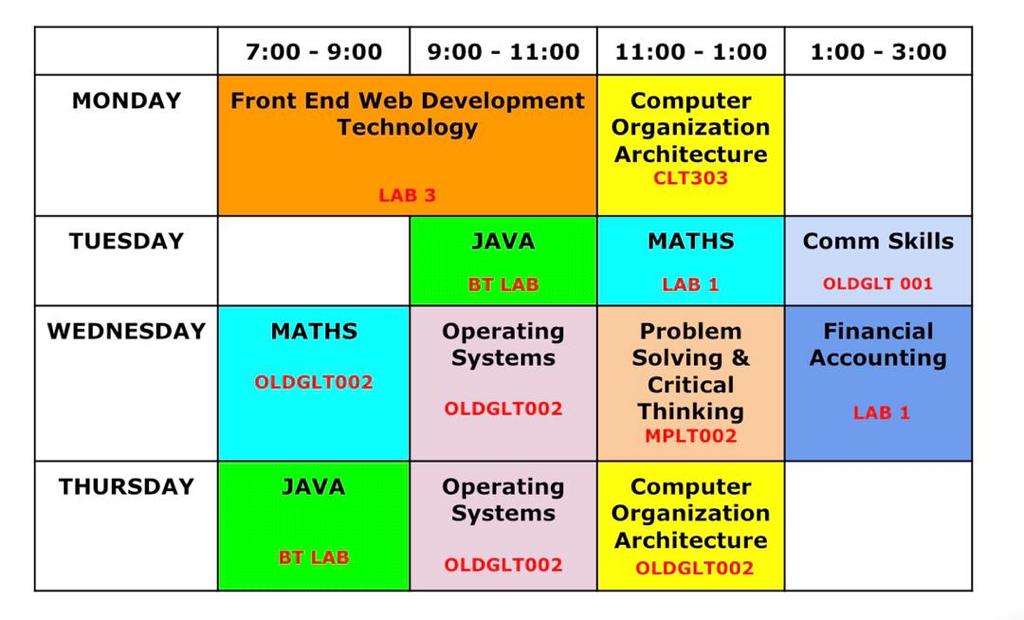 7:00 - 9:00 9:00 - 11:00 11:00 - 1:00 1:00 - 3:00
MONDAY
Front End Web Development
Technology
LAB 3
Computer
Organization
Architecture
CLT303
TUESDAY
JAVA
BT LAB
MATHS
LAB 1
Comm Skills
OLDGLT 001
WEDNESDAY
MATHS
OLDGLT002
Operating
Systems
OLDGLT002
Problem
Solving &
Critical
Thinking
MPLT002
Financial
Accounting
LAB 1
THURSDAY
JAVA
BT LAB
Operating
Systems
OLDGLT002
Computer
Organization
Architecture
OLDGLT002